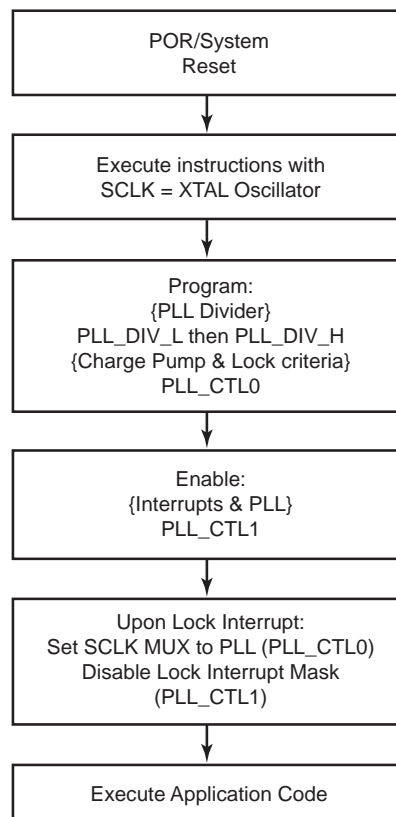 POR/System
Reset
Execute instructions with
SCLK = XTAL Oscillator
Program:
{PLL Divider}
PLL_DIV_L then PLL_DIV_H
{Charge Pump & Lock criteria}
PLL_CTL0
Enable:
{Interrupts & PLL}
PLL_CTL1
Upon Lock Interrupt:
Set SCLK MUX to PLL (PLL_CTL0)
Disable Lock Interrupt Mask
(PLL_CTL1)
Execute Application Code